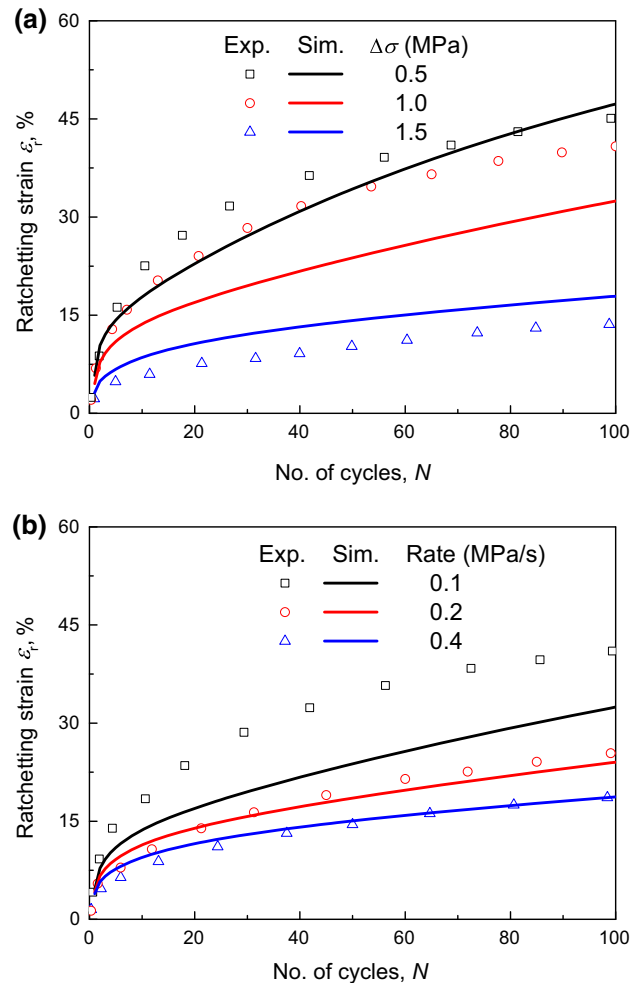 (a)
60
45
30
15
0
Ratchetting strain εr, %
Exp. Sim. Δσ (MPa)
0.5
1.0
1.5
0 20 40 60 80 100
No. of cycles, N
(b)
60
45
30
15
0
Ratchetting strain εr, %
Exp. Sim. Rate (MPa/s)
0.1
0.2
0.4
0 20 40 60 80 100
No. of cycles, N